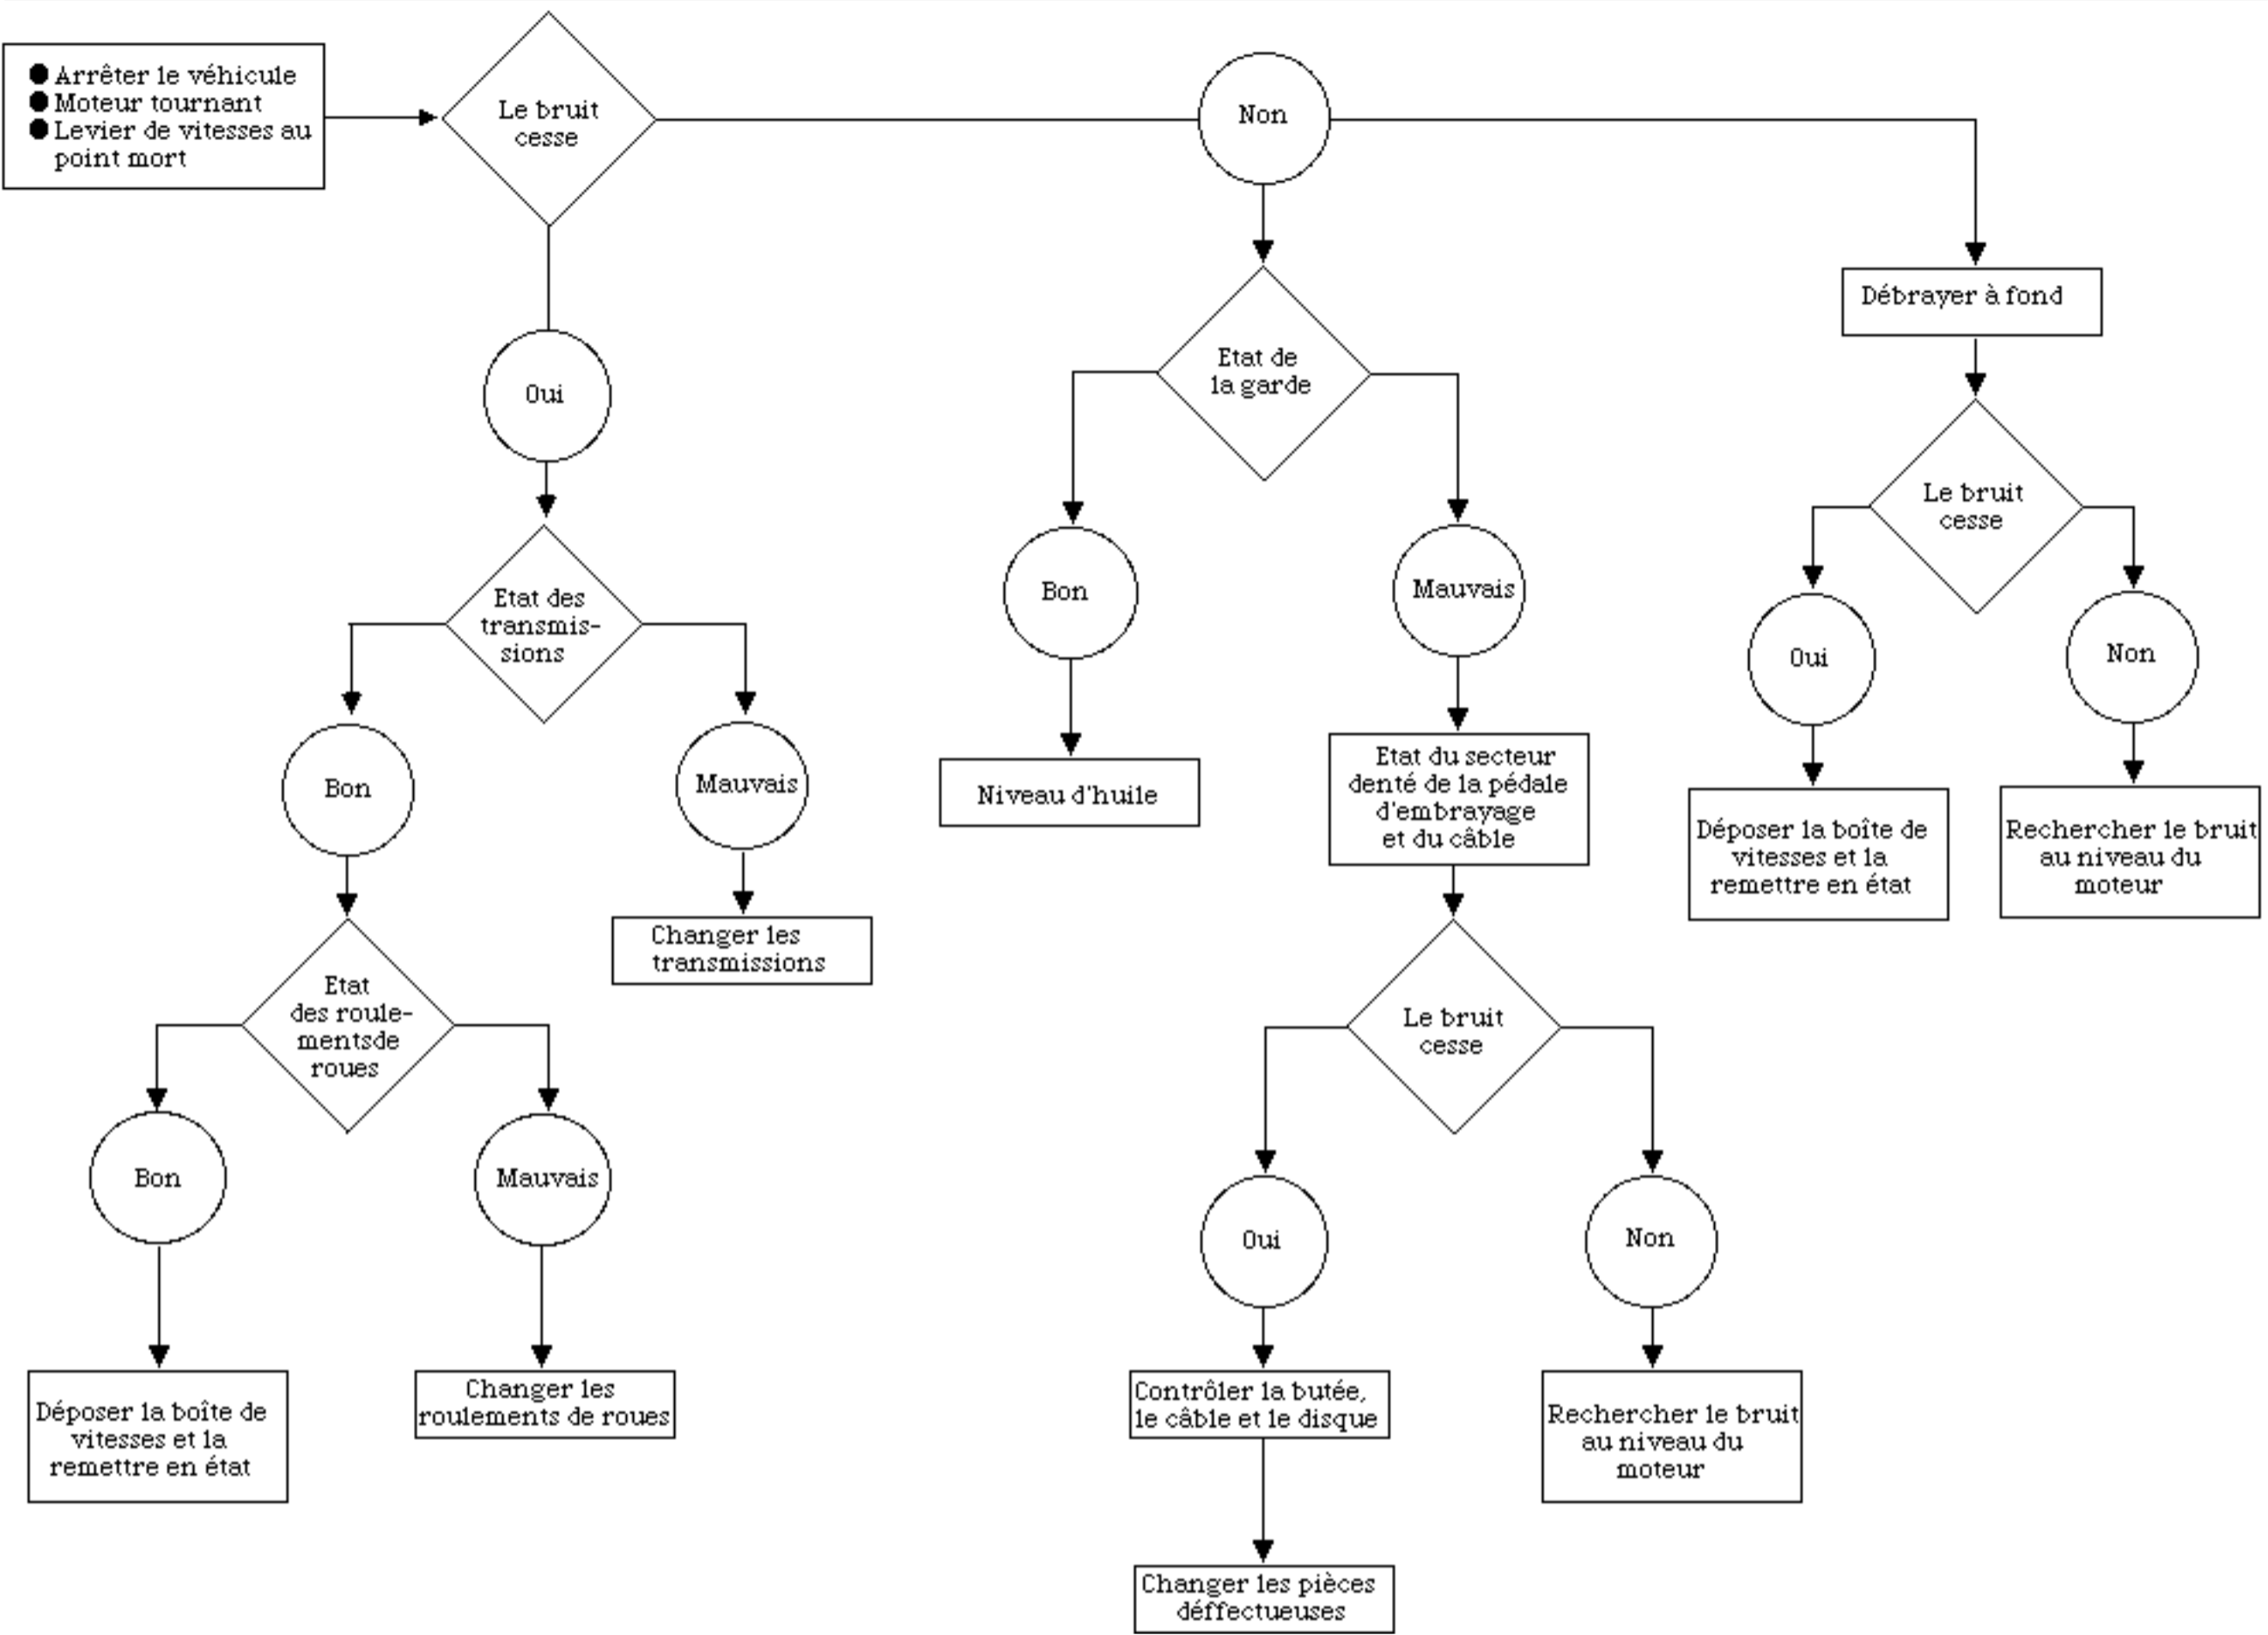 ● Arrêter le véhicule
● Moteur tournant
● Levier de vitesses au
point mort
Le bruit
cesse
Non
Débrayer à fond
Etat de
la garde
Oui
Le bruit
cesse
Bon
Mauvais
Etat des
transmis-
sions
Oui
Non
Bon
Mauvais
Niveau d'huile
Etat du secteur
denté de la pédale
d'embrayage
et du câble
Déposer la boîte de
vitesses et la
remettre en état
Rechercher le bruit
au niveau du
moteur
Changer les
transmissions
Etat
des roule-
mentsde
roues
Le bruit
cesse
Bon
Mauvais
Oui
Non
Déposer la boîte de
vitesses et la
remettre en état
Changer les
roulements de roues
Contrôler la butée,
le câble et le disque
Rechercher le bruit
au niveau du
moteur
Changer les pièces
déffectueuses